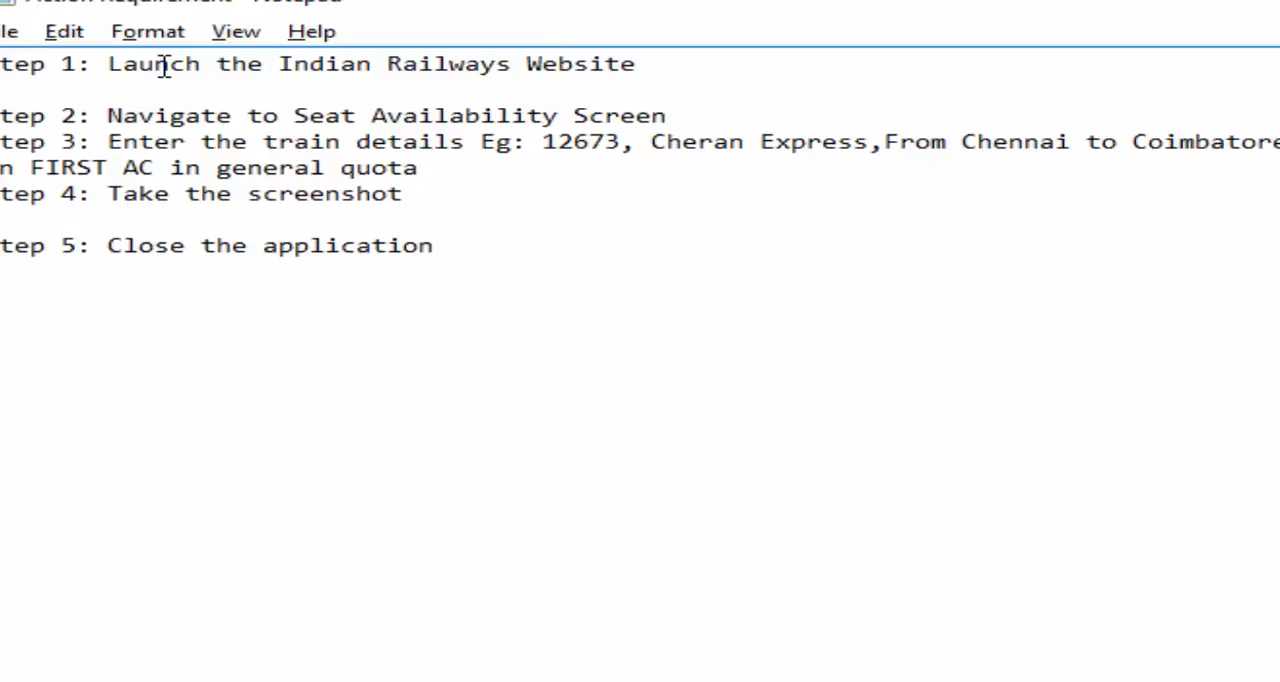 le Edit Format View Help
tep 1: Launch the Indian Railways Website
tep 2: Navigate to Seat Availability Screen
tep 3: Enter the train details Eg: 12673, Cheran Express,From Chennai to Coimbatore
n FIRST AC in general quota
tep 4: Take the screenshot
tep 5: Close the application